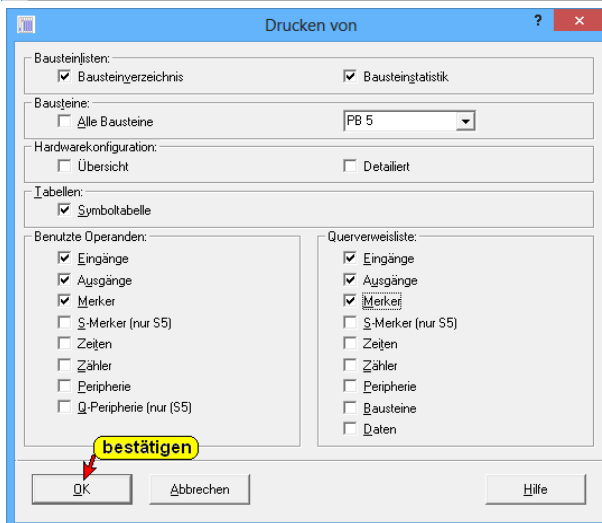 Drucken von
?
Bausteinlisten:
Bausteinverzeichnis
Bausteinstatistik
Bausteine:
Alle Bausteine
PB 5
Hardwarekonfiguration:
Übersicht
Detailiert
Tabellen:
Symboltabelle
Benutzte Operanden:
Eingänge
Ausgänge
Merker
S-Merker (nur S5)
Zeiten
Zähler
Peripherie
Q-Peripherie (nur (S5)
Querverweisliste:
Eingänge
Ausgänge
Merker
S-Merker (nur S5)
Zeiten
Zähler
Peripherie
Bausteine
Daten
bestätigen
OK
Abbrechen
Hilfe